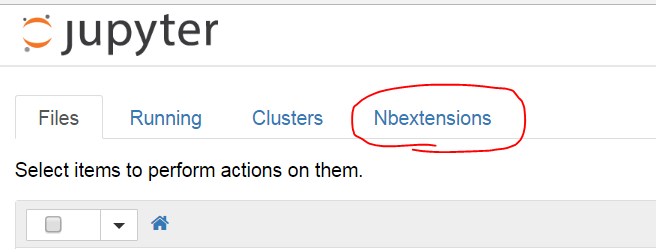 jupyter
Files Running Clusters Nbextensions
Select items to perform actions on them.